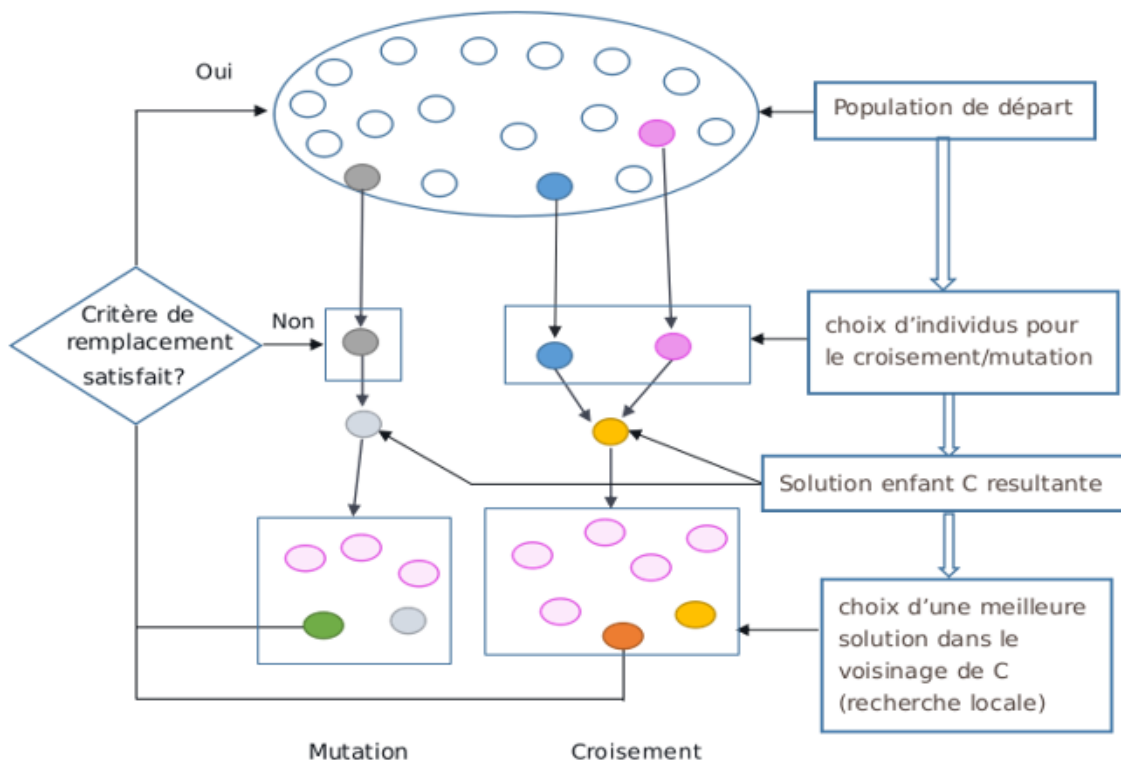 Oui
Population de départ
Critère de
remplacement
satisfait?
Non
choix d’individus pour
le croisement/mutation
Solution enfant C resultante
choix d’une meilleure
solution dans le
voisinage de C
(recherche locale)
Mutation
Croisement